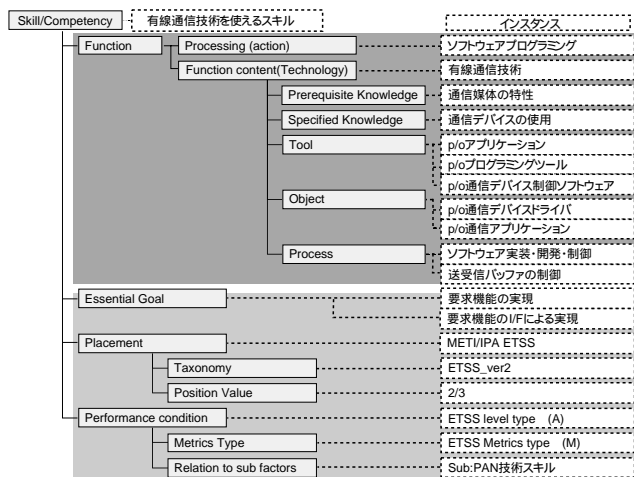 Skill/Competency 有線通信技術を使えるスキル インスタンス
Function Processing (action) ソフトウェアプログラミング
Function content(Technology) 有線通信技術
Prerequisite Knowledge 通信媒体の特性
Specified Knowledge 通信デバイスの使用
Tool p/oアプリケーション
p/oプログラミングツール
p/o通信デバイス制御ソフトウェア
Object p/o通信デバイスドライバ
p/o通信アプリケーション
Process ソフトウェア実装・開発・制御
送受信バッファの制御
Essential Goal 要求機能の実現
要求機能のI/Fによる実現
Placement METI/IPA ETSS
Taxonomy ETSS_ver2
Position Value 2/3
Performance condition ETSS level type (A)
Metrics Type ETSS Metrics type (M)
Relation to sub factors Sub:PAN技術スキル